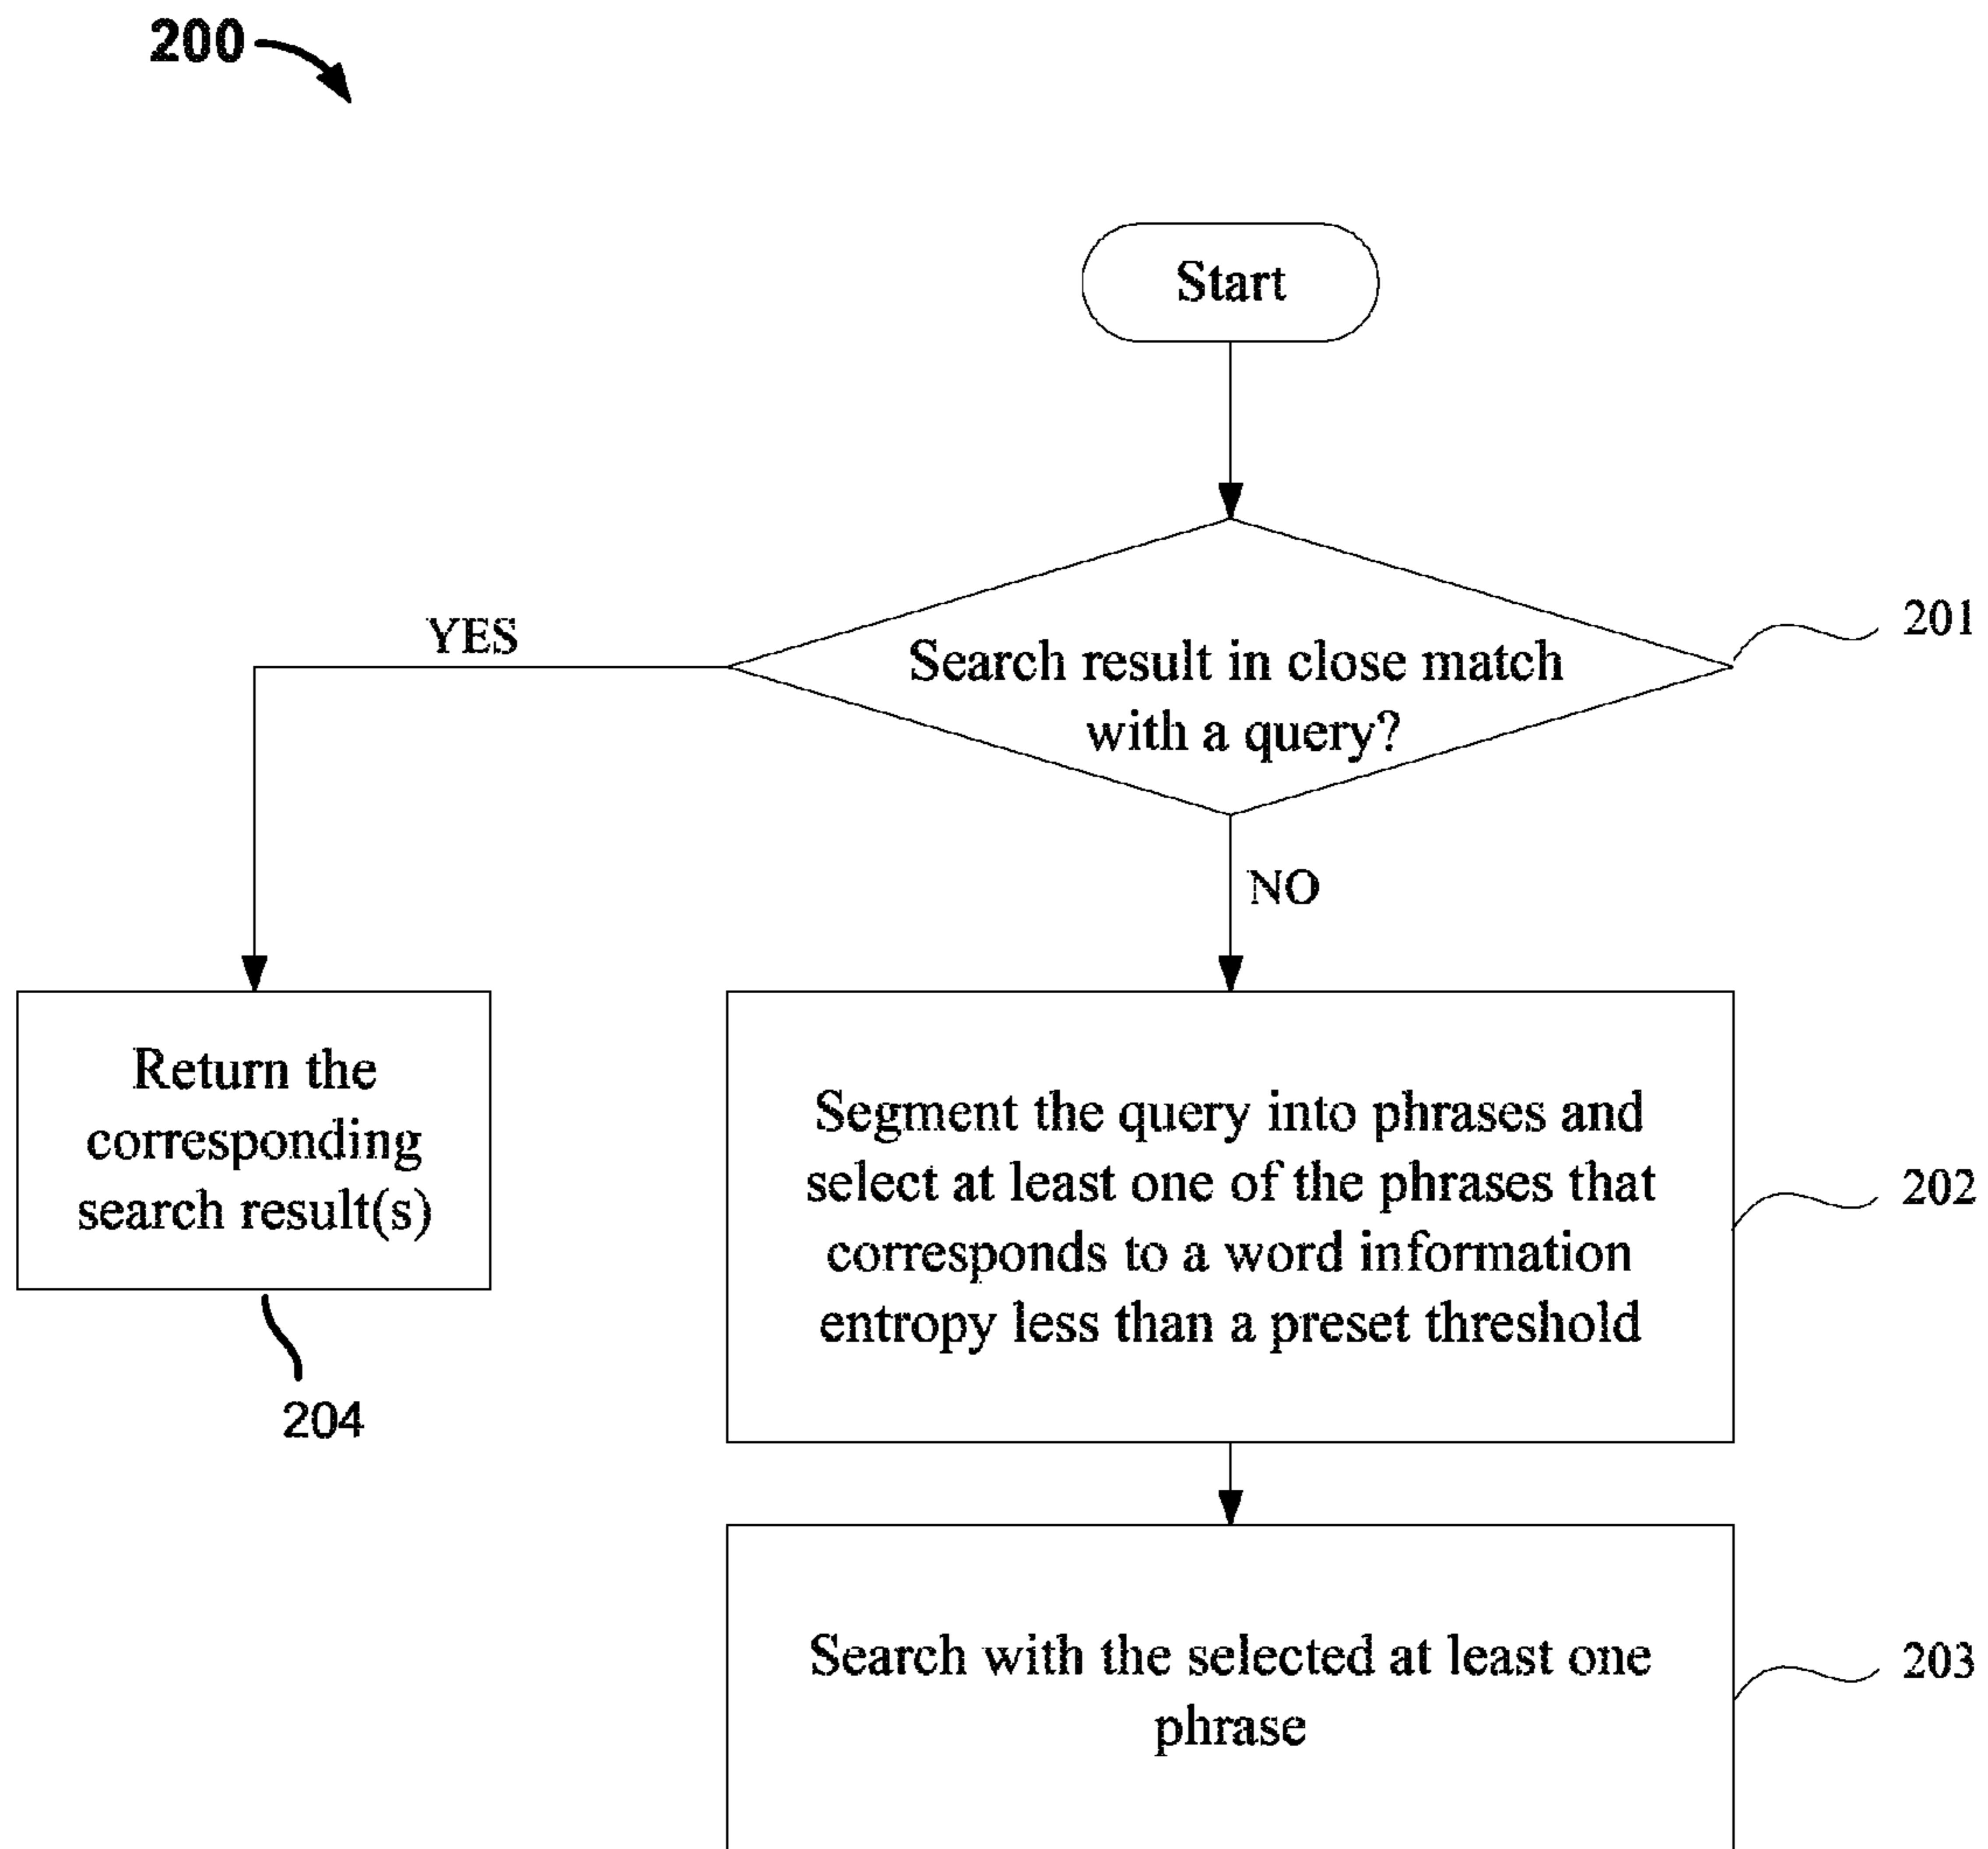 200
Start
Search result in close match
with a query?
201
YES
NO
Return the
corresponding
search result(s)
204
Segment the query into phrases and
select at least one of the phrases that
corresponds to a word information
entropy less than a preset threshold
202
Search with the selected at least one
phrase
203